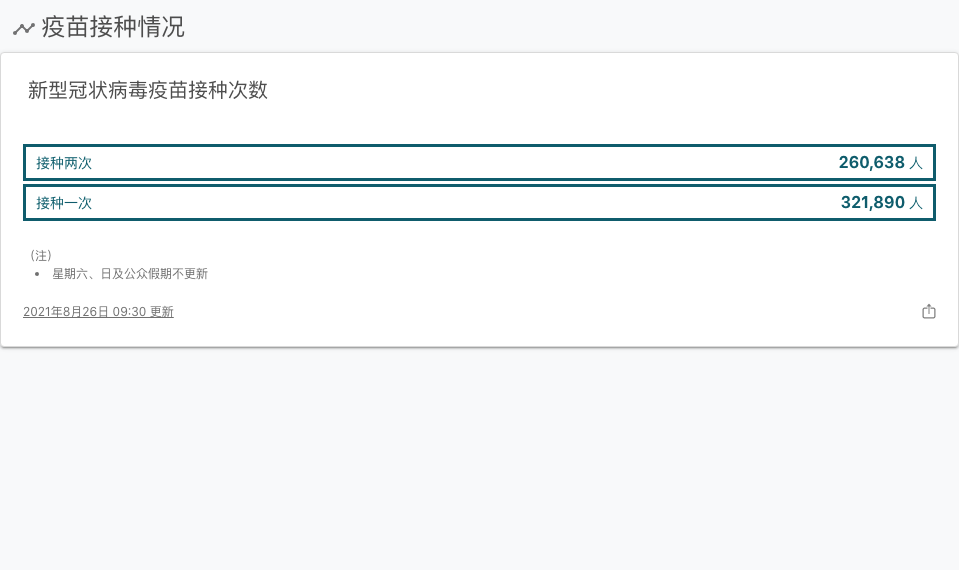 疫苗接种情况
新型冠状病毒疫苗接种次数
接种两次 260,638 人
接种一次 321,890 人
（注）
• 星期六、日及公众假期不更新
2021年8月26日 09:30 更新